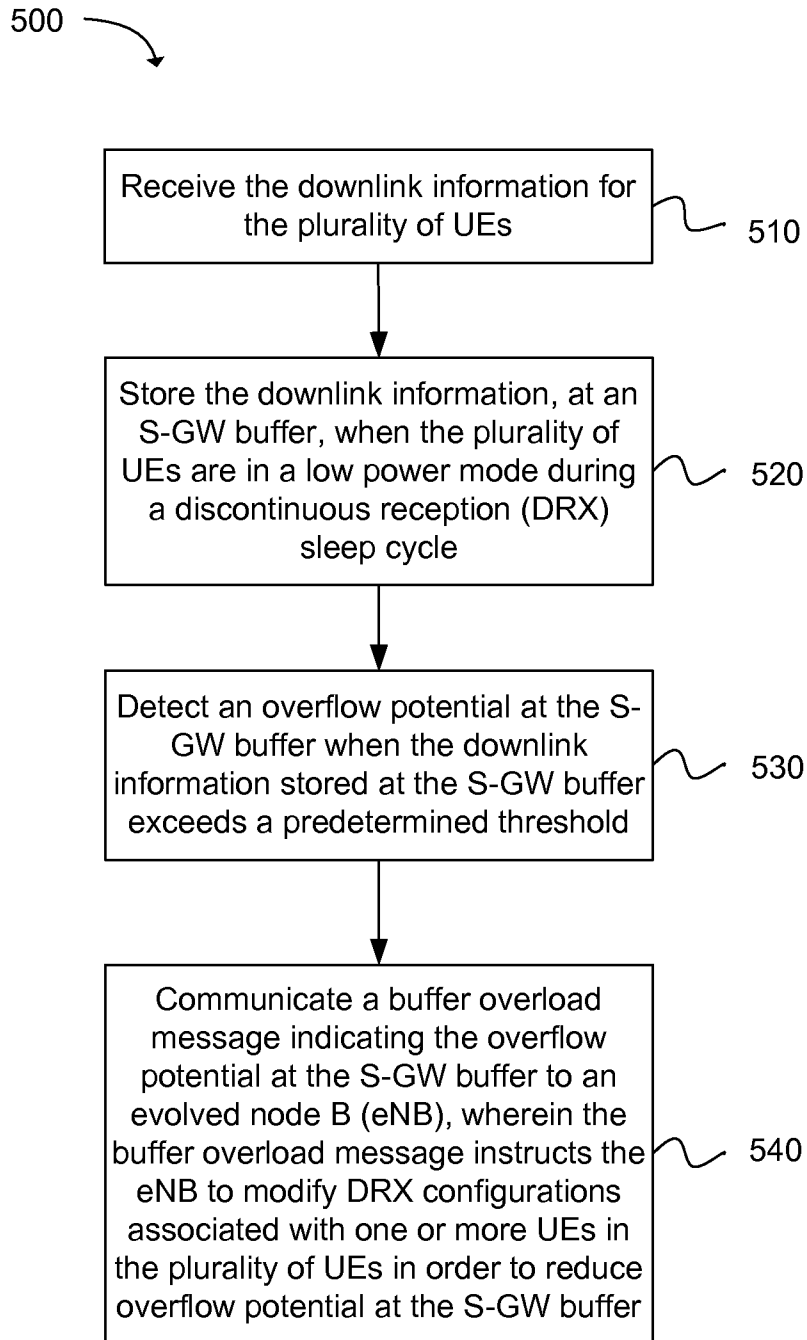 500
Receive the downlink information for
the plurality of UEs
510
Store the downlink information, at an
S-GW buffer, when the plurality of
UEs are in a low power mode during
a discontinuous reception (DRX)
sleep cycle
520
Detect an overflow potential at the S-
GW buffer when the downlink
information stored at the S-GW buffer
exceeds a predetermined threshold
530
Communicate a buffer overload
message indicating the overflow
potential at the S-GW buffer to an
evolved node B (eNB), wherein the
buffer overload message instructs the
eNB to modify DRX configurations
associated with one or more UEs in
the plurality of UEs in order to reduce
overflow potential at the S-GW buffer
540